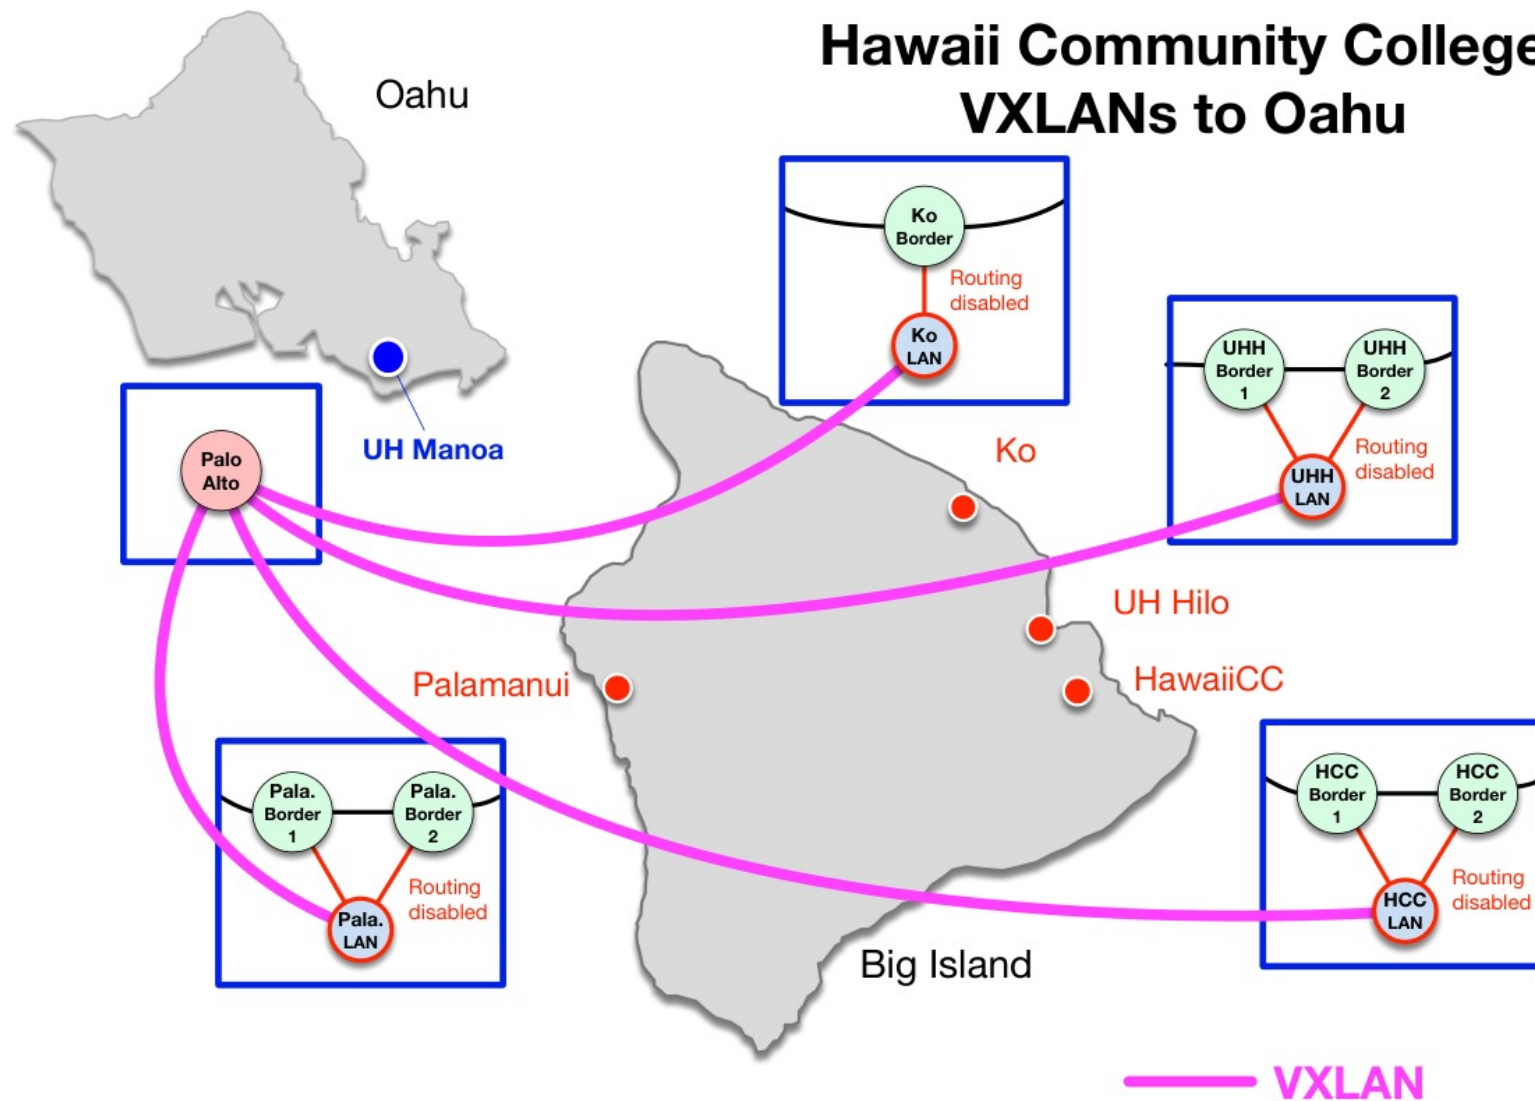 Hawaii Community College
VXLANs to Oahu
Oahu
Ko
Border
Routing
disabled
Ko
LAN
UHH
Border
1
UHH
Border
2
Routing
disabled
UHH
LAN
UH Manoa
Palo
Alto
Ko
UH Hilo
HawaiiCC
Palamanui
Pala.
Border
1
Pala.
Border
2
Routing
disabled
Pala.
LAN
HCC
Border
1
HCC
Border
2
Routing
disabled
HCC
LAN
Big Island
VXLAN